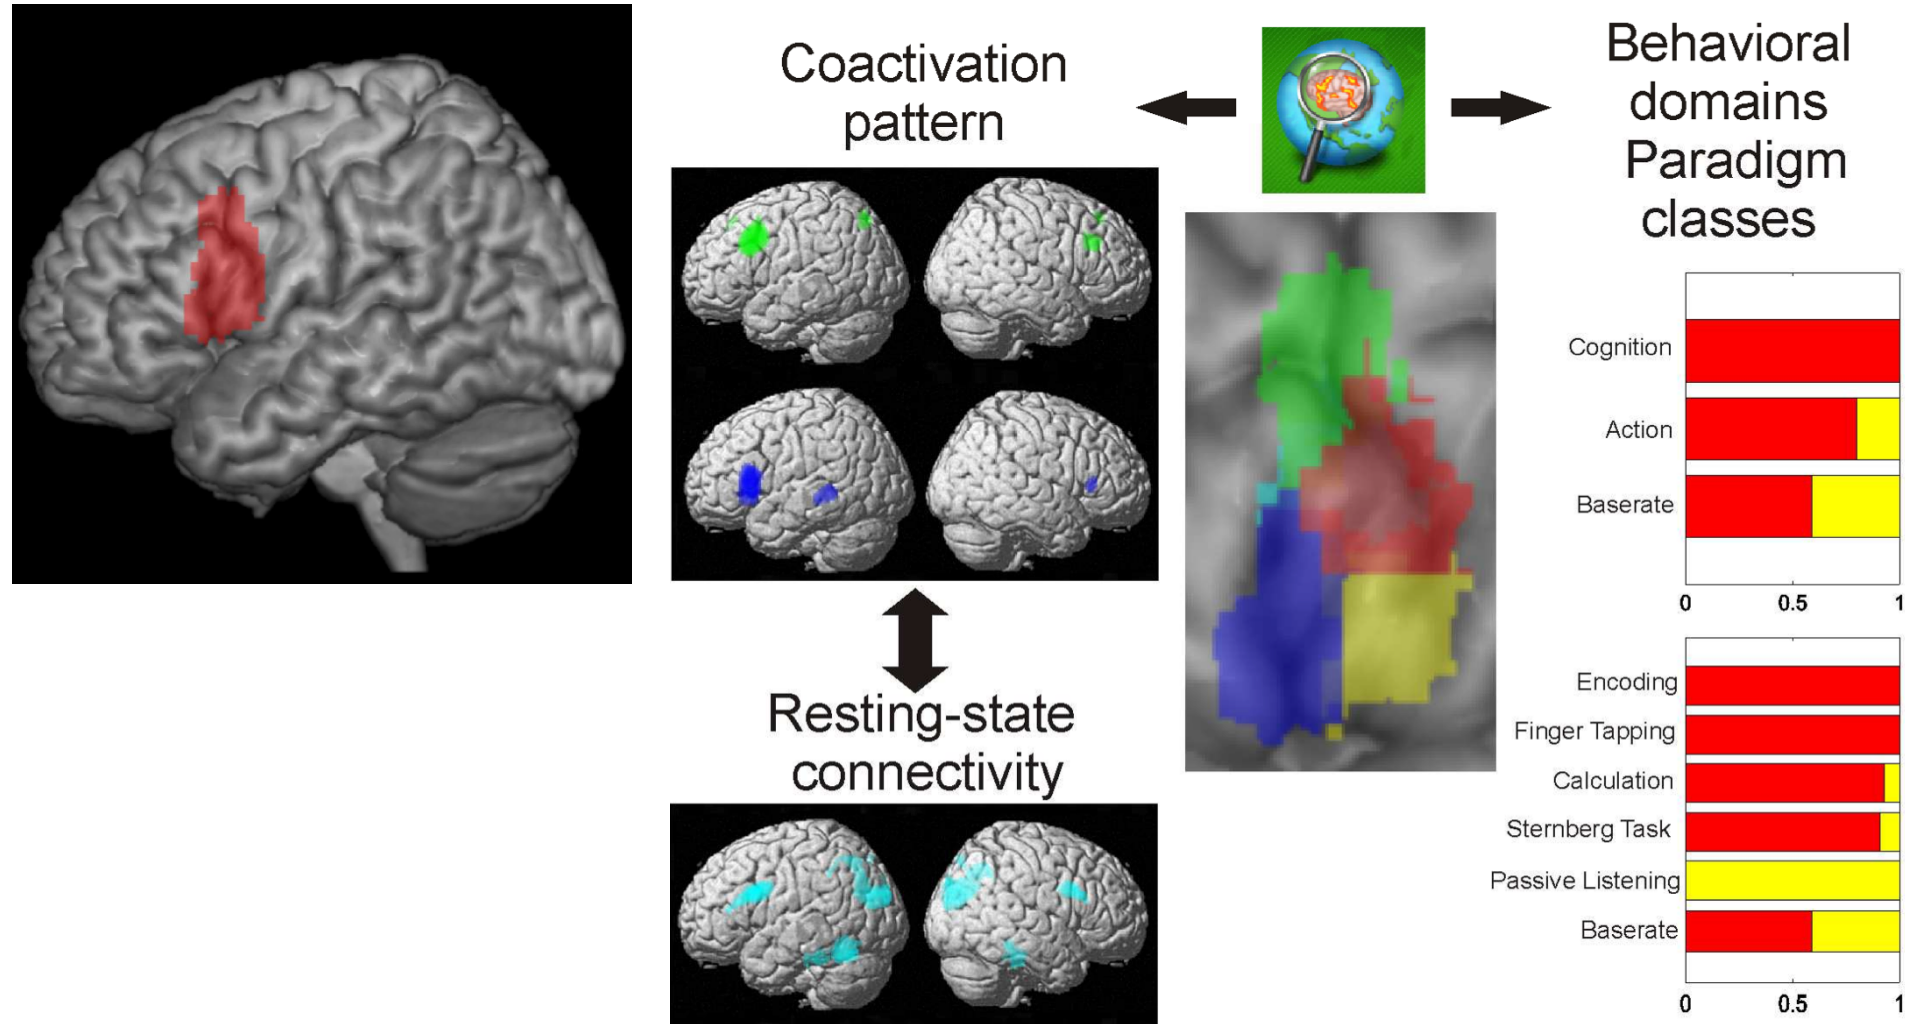 Coactivation
pattern
Behavioral
domains
Paradigm
classes
Cognition
Action
Baserate
0 0.5 1
Resting-state
connectivity
Encoding
Finger Tapping
Calculation
Sternberg Task
Passive Listening
Baserate
0 0.5 1